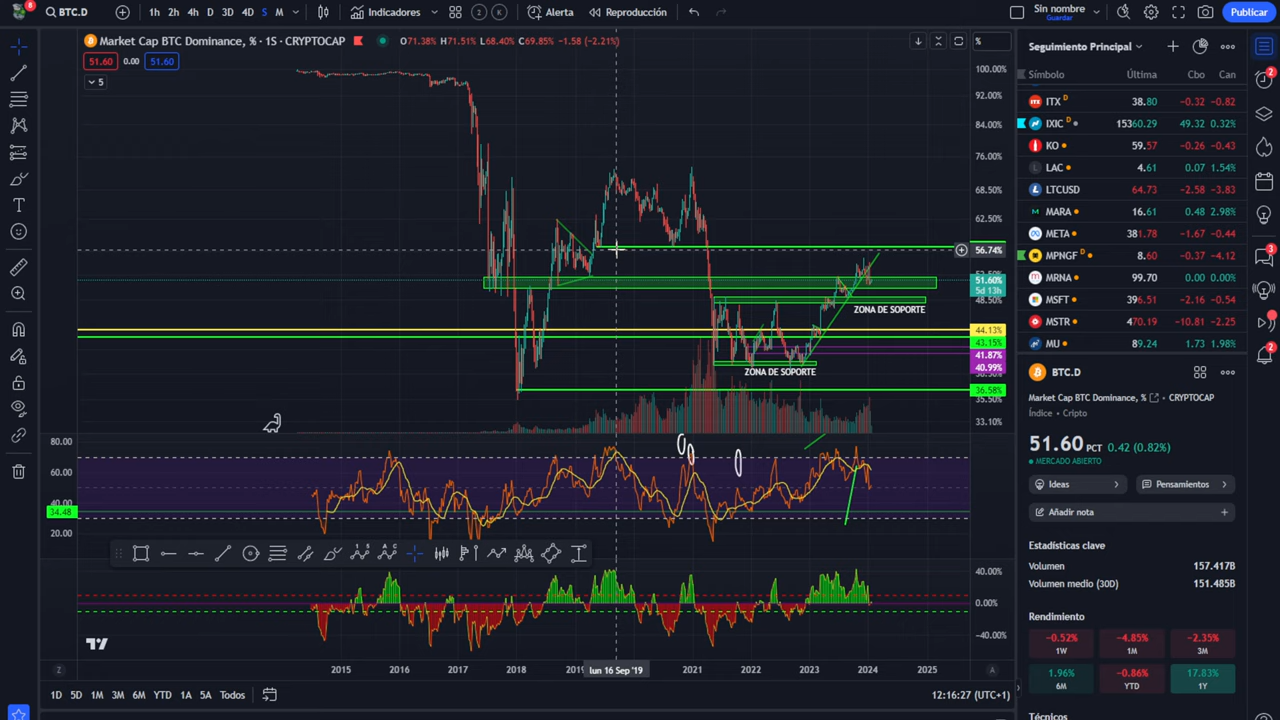 8
BTC.D
1h 2h 4h D 3D 4D S M
Indicadores
2 K
Alerta
Reproducción
Sin nombre
Guardar
Publicar
Market Cap BTC Dominance, % · 1S · CRYPTOCAP
O71.38% H71.51% L68.40% C69.85% −1.58 (−2.21%)
51.60 0.00 51.60
5
%
100.00%
92.00%
84.00%
76.00%
68.50%
62.50%
56.74%
51.60%
5d 13h
48.50%
44.13%
43.15%
41.87%
40.99%
36.58%
33.10%
ZONA DE SOPORTE
ZONA DE SOPORTE
80.00
60.00
40.00
34.48
20.00
80.00
60.00
40.00
20.00
40.00%
0.00%
−40.00%
Z 2015 2016 2017 2018 2019 lun 16 Sep '19 2021 2022 2023 2024 2025 A
1D 5D 1M 3M 6M YTD 1A 5A Todos
12:16:27 (UTC+1)
Seguimiento Principal
Símbolo Última Cbo Can
ITX D 38.80 −0.32 −0.82
IXIC D 15360.29 49.32 0.32%
KO 59.57 −0.26 −0.43
LAC 4.61 0.07 1.54%
LTCUSD 64.73 −2.58 −3.83
MARA 16.61 0.48 2.98%
META 381.78 −1.67 −0.44
MPNGF D 8.60 −0.37 −4.12
MRNA 99.70 0.00 0.00
MSFT 396.51 −2.16 −0.54
MSTR 470.19 −10.81 −2.25
MU 89.24 1.73 1.98%
BTC.D
Market Cap BTC Dominance, % CRYPTOCAP
Índice • Cripto
51.60 PCT 0.42 (0.82%)
MERCADO ABIERTO
Ideas
Pensamientos
Añadir nota
Estadísticas clave
Volumen 157.417B
Volumen medio (30D) 151.485B
Rendimiento
−0.52% −4.85% −2.35%
1W 1M 3M
1.96% −0.86% 17.83%
6M YTD 1Y
Técnicos
2
3
2